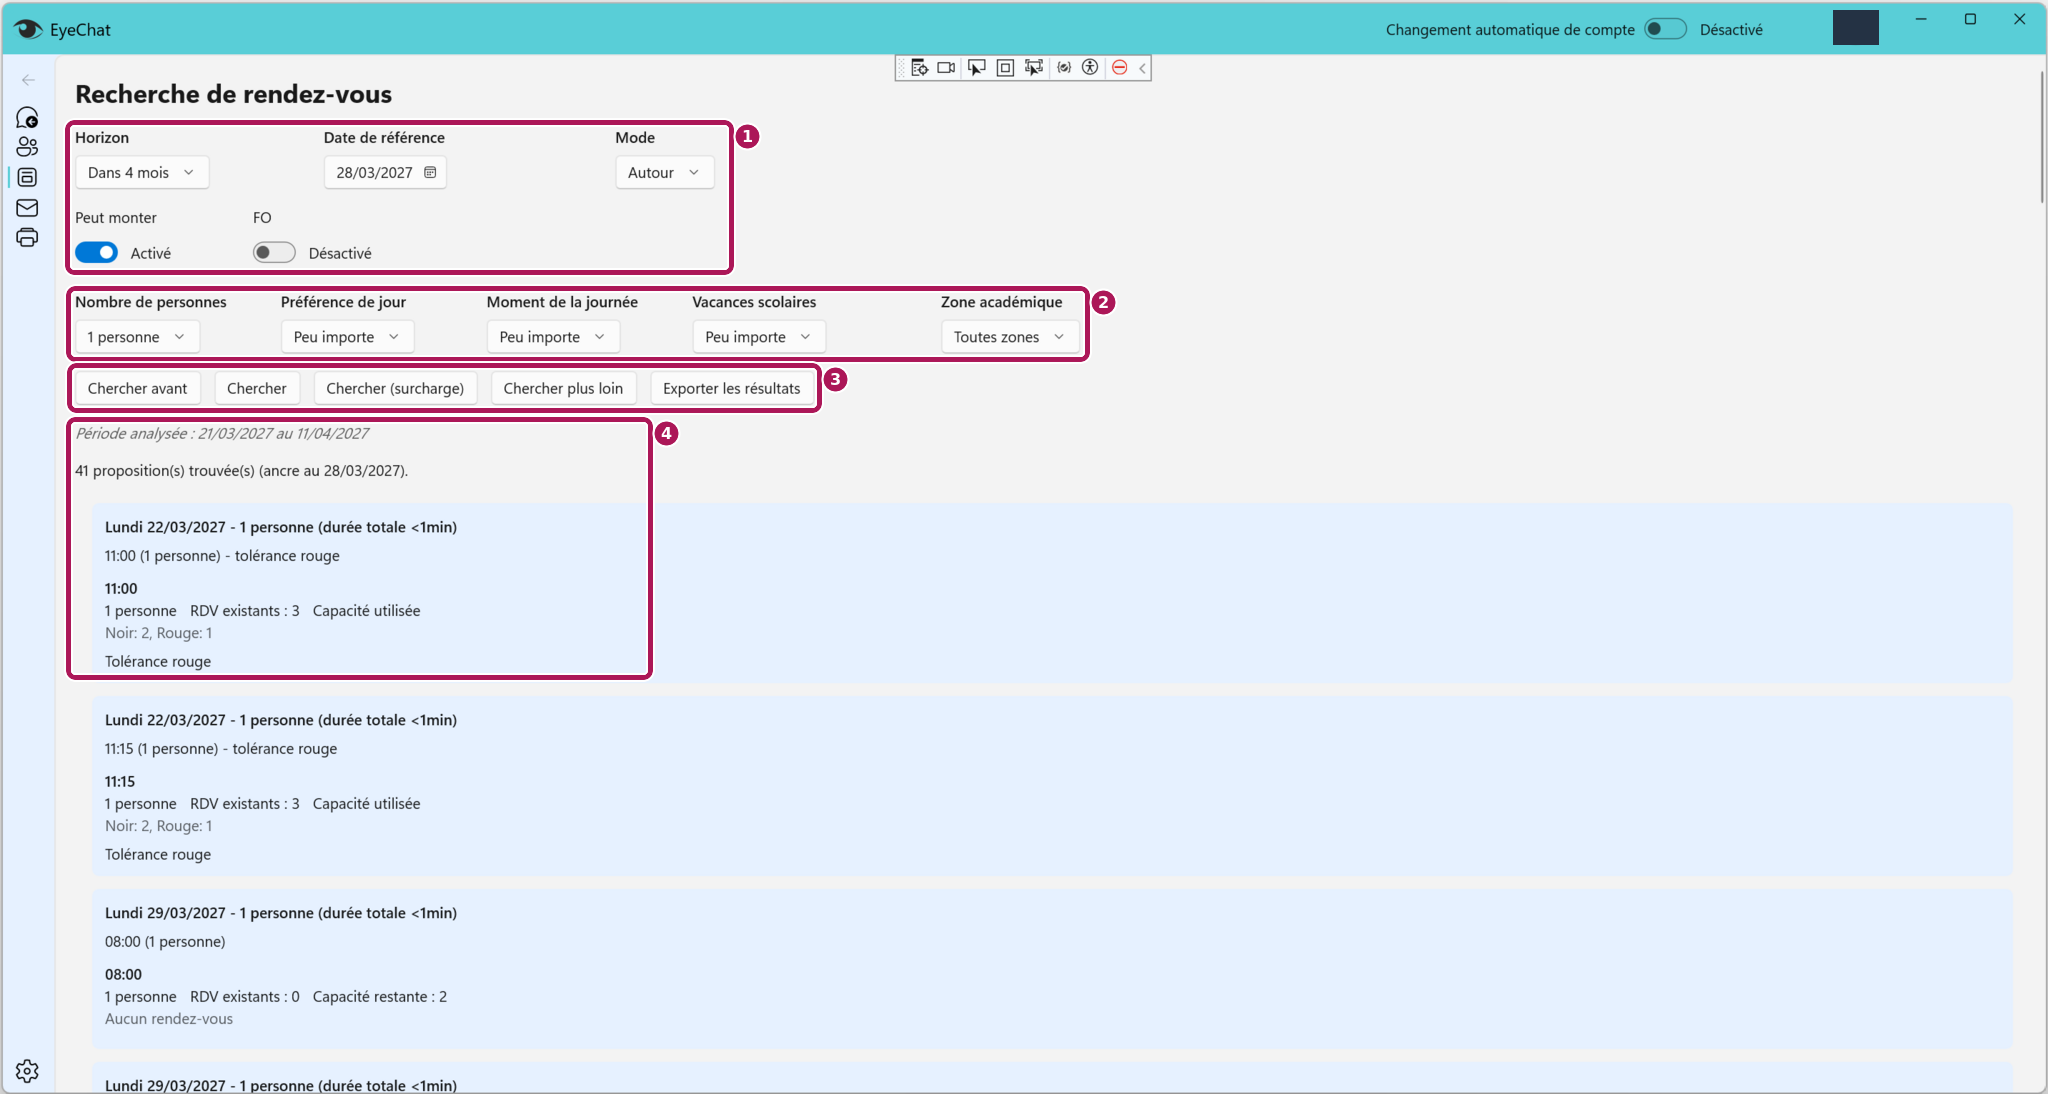 EyeChat
Changement automatique de compte Désactivé
Recherche de rendez-vous
Horizon Date de référence Mode
1
Dans 4 mois 28/03/2027 Autour
Peut monter FO
Activé Désactivé
Nombre de personnes Préférence de jour Moment de la journée Vacances scolaires Zone académique
2
1 personne Peu importe Peu importe Peu importe Toutes zones
Chercher avant Chercher Chercher (surcharge) Chercher plus loin Exporter les résultats
3
Période analysée : 21/03/2027 au 11/04/2027
4
41 proposition(s) trouvée(s) (ancre au 28/03/2027).
Lundi 22/03/2027 - 1 personne (durée totale <1min)
11:00 (1 personne) - tolérance rouge
11:00
1 personne RDV existants : 3 Capacité utilisée
Noir: 2, Rouge: 1
Tolérance rouge
Lundi 22/03/2027 - 1 personne (durée totale <1min)
11:15 (1 personne) - tolérance rouge
11:15
1 personne RDV existants : 3 Capacité utilisée
Noir: 2, Rouge: 1
Tolérance rouge
Lundi 29/03/2027 - 1 personne (durée totale <1min)
08:00 (1 personne)
08:00
1 personne RDV existants : 0 Capacité restante : 2
Aucun rendez-vous
Lundi 29/03/2027 - 1 personne (durée totale <1min)